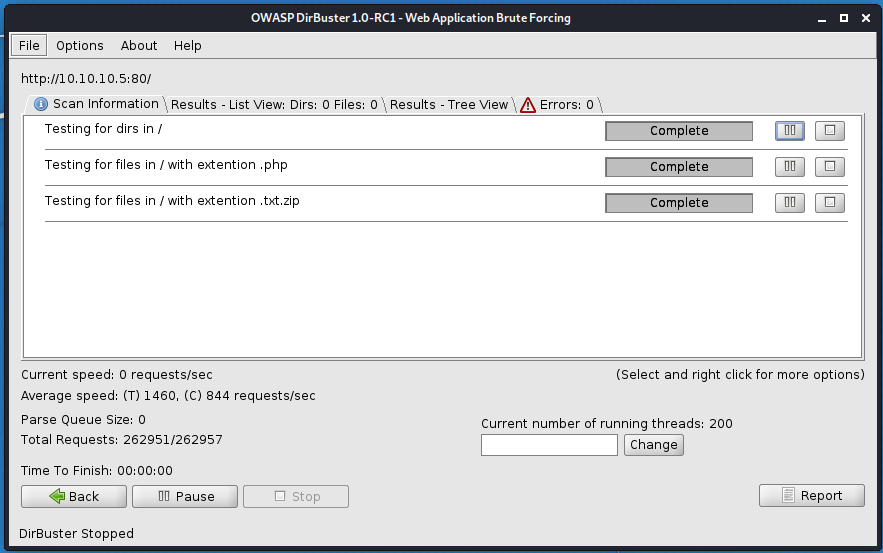 OWASP DirBuster 1.0-RC1 - Web Application Brute Forcing
File Options About Help
http://10.10.10.5:80/
Scan Information Results - List View: Dirs: 0 Files: 0 Results - Tree View Errors: 0
Testing for dirs in / Complete
Testing for files in / with extention .php Complete
Testing for files in / with extention .txt.zip Complete
Current speed: 0 requests/sec (Select and right click for more options)
Average speed: (T) 1460, (C) 844 requests/sec
Parse Queue Size: 0 Current number of running threads: 200
Total Requests: 262951/262957 Change
Time To Finish: 00:00:00
Back Pause Stop Report
DirBuster Stopped